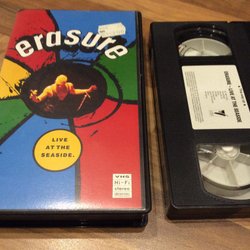 erasure
LIVE
AT THE
SEASIDE.
VHS
Hi-Fi
stereo
ERASURE - LIVE AT THE SEASIDE